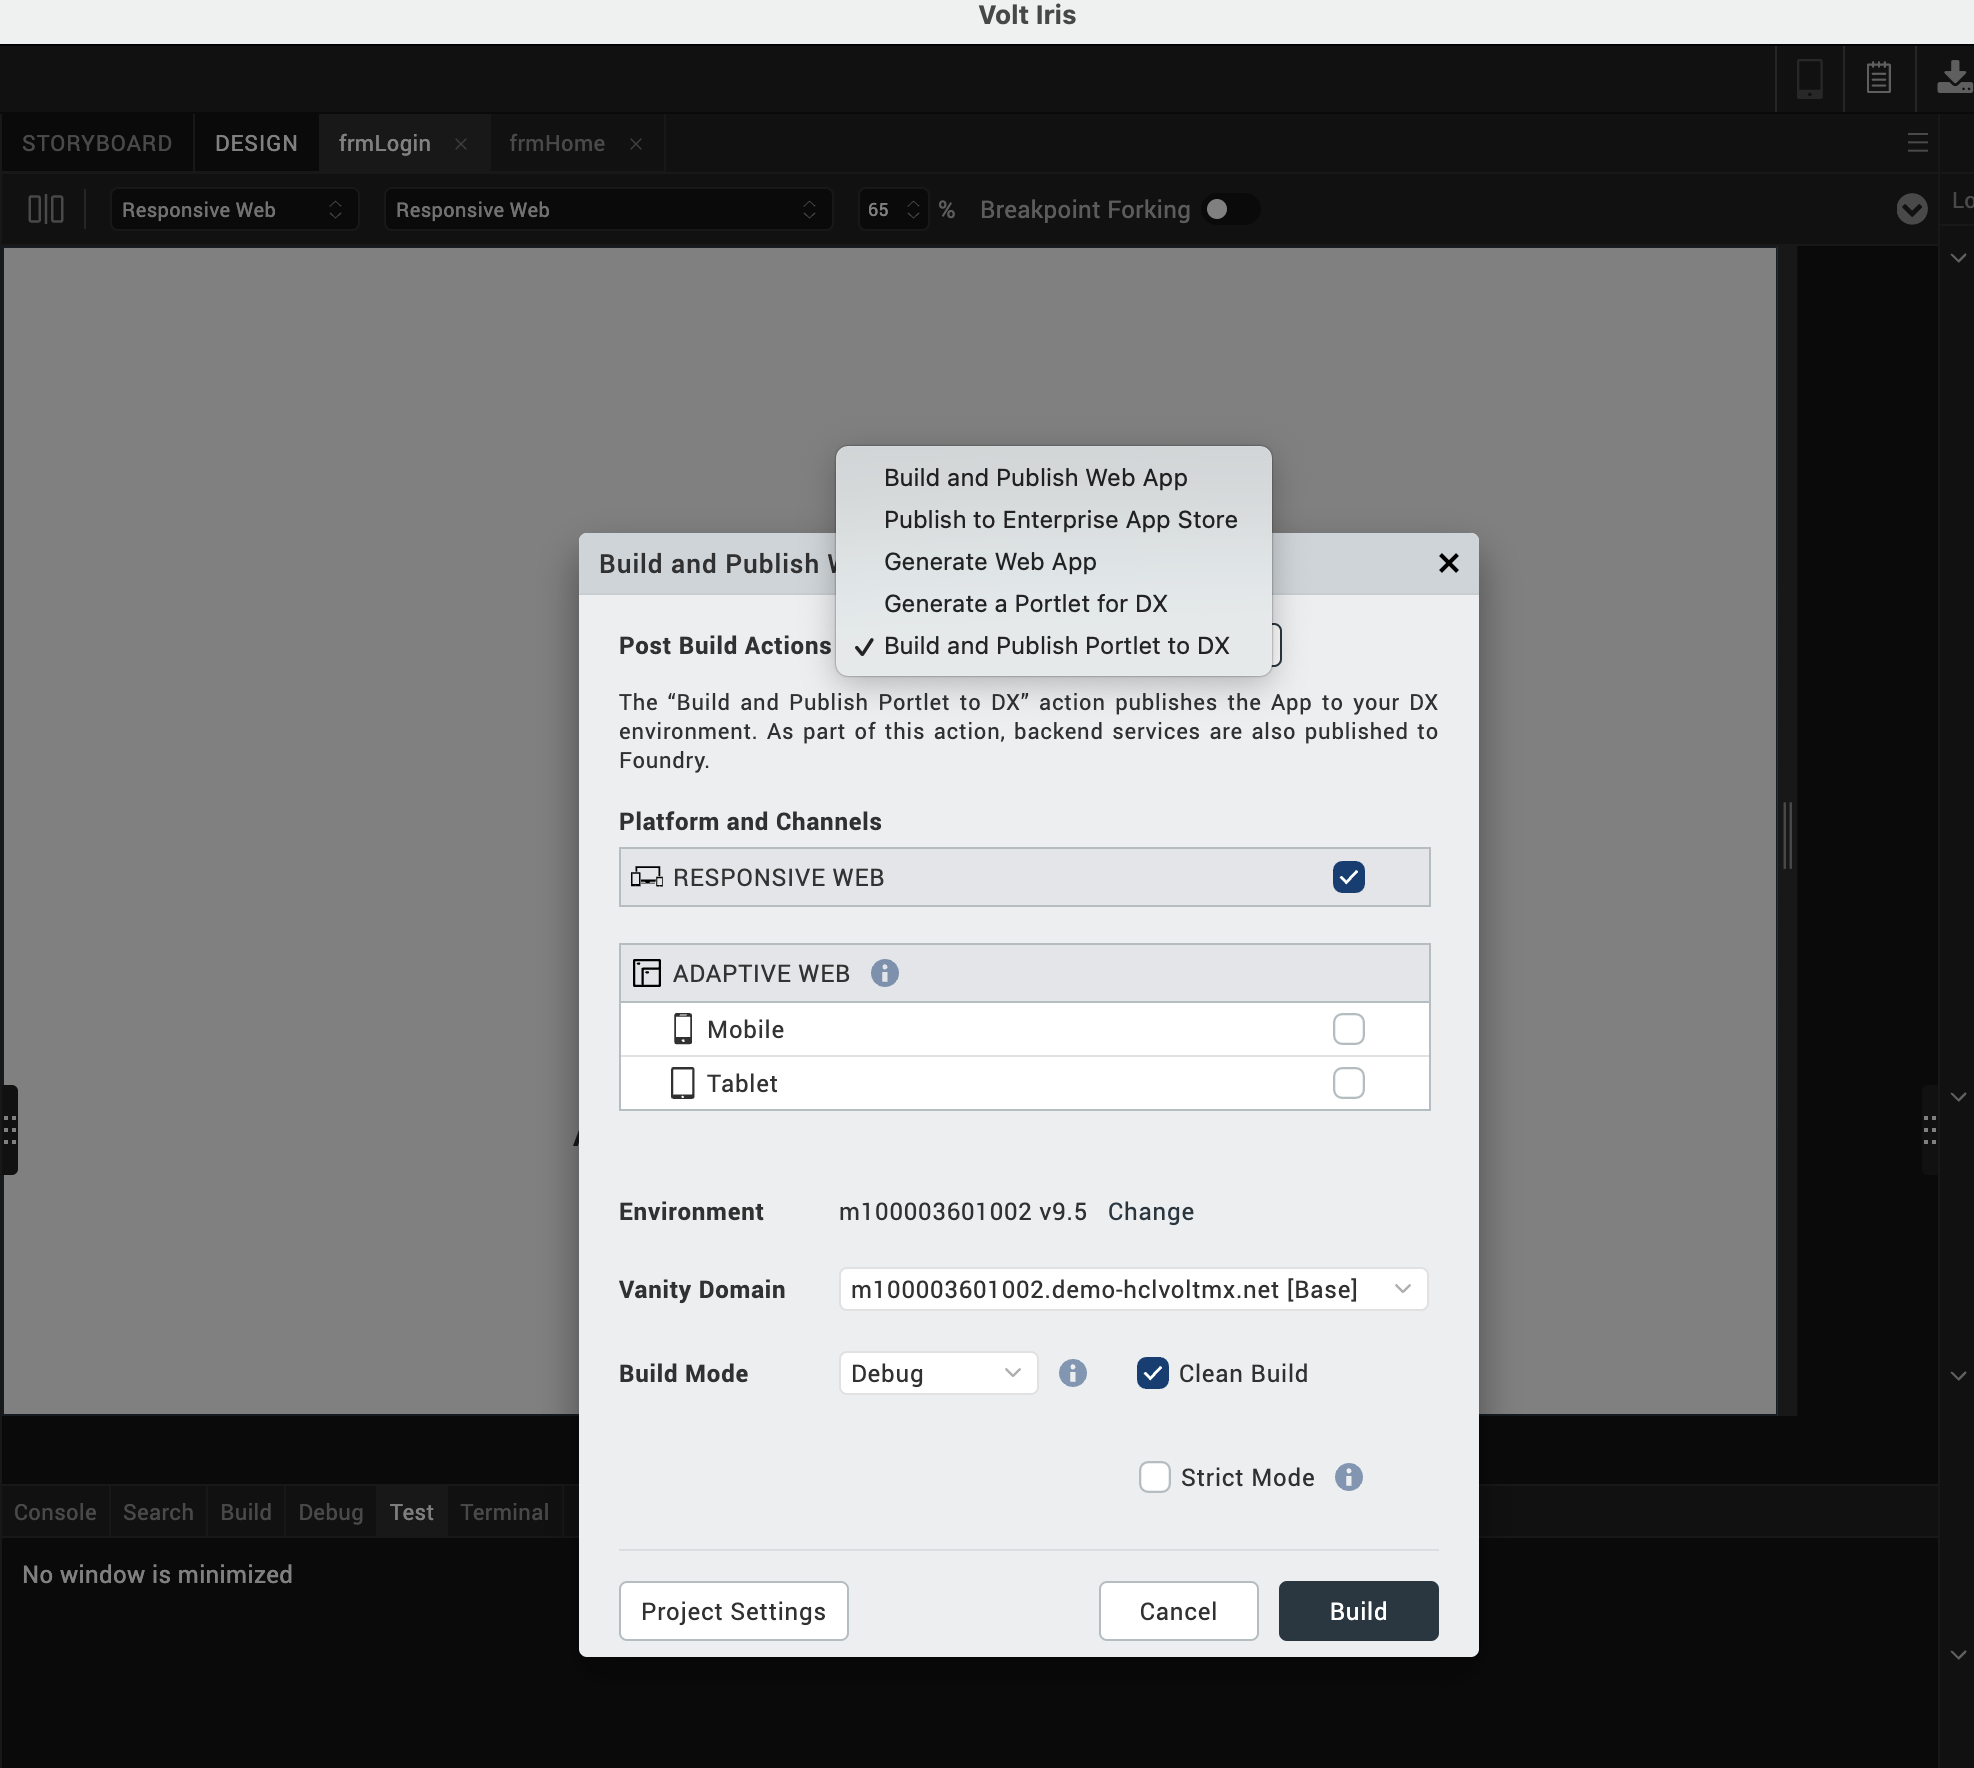 Volt Iris
STORYBOARD DESIGN frmLogin frmHome
Responsive Web Responsive Web 65 % Breakpoint Forking
Build and Publish Web App
Publish to Enterprise App Store
Generate Web App
Generate a Portlet for DX
Build and Publish Portlet to DX
Build and Publish
Post Build Actions
The “Build and Publish Portlet to DX” action publishes the App to your DX
environment. As part of this action, backend services are also published to
Foundry.
Platform and Channels
RESPONSIVE WEB
ADAPTIVE WEB
Mobile
Tablet
Environment m100003601002 v9.5 Change
Vanity Domain m100003601002.demo-hclvoltmx.net [Base]
Build Mode Debug Clean Build
Strict Mode
Console Search Build Debug Test Terminal
No window is minimized
Project Settings Cancel Build